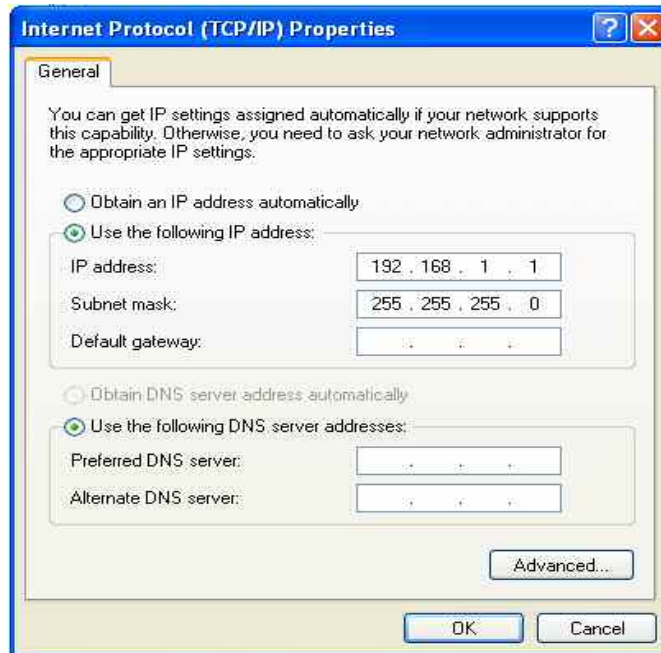 Internet Protocol (TCP/IP) Properties
General
You can get IP settings assigned automatically if your network supports
this capability. Otherwise, you need to ask your network administrator for
the appropriate IP settings.
Obtain an IP address automatically
Use the following IP address:
IP address: 192 . 168 . 1 . 1
Subnet mask: 255 . 255 . 255 . 0
Default gateway: . . .
Obtain DNS server address automatically
Use the following DNS server addresses:
Preferred DNS server: . . .
Alternate DNS server: . . .
Advanced...
OK Cancel